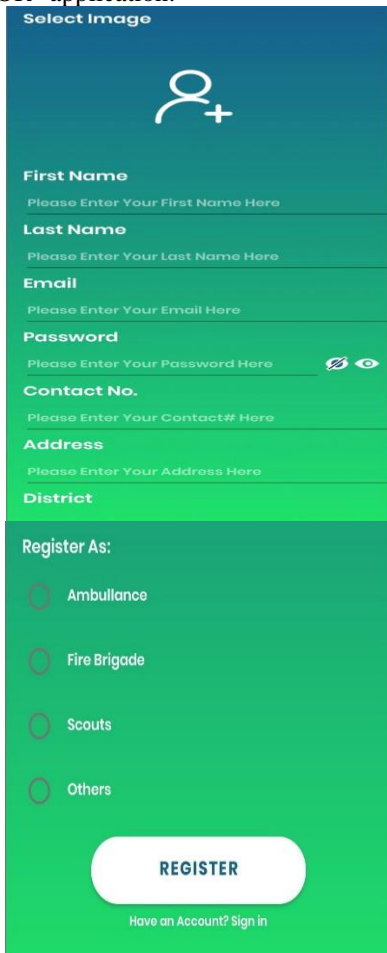 application.
Select Image
First Name
Please Enter Your First Name Here
Last Name
Please Enter Your Last Name Here
Email
Please Enter Your Email Here
Password
Please Enter Your Password Here
Contact No.
Please Enter Your Contact# Here
Address
Please Enter Your Address Here
District
Register As:
Ambullance
Fire Brigade
Scouts
Others
REGISTER
Have an Account? Sign in